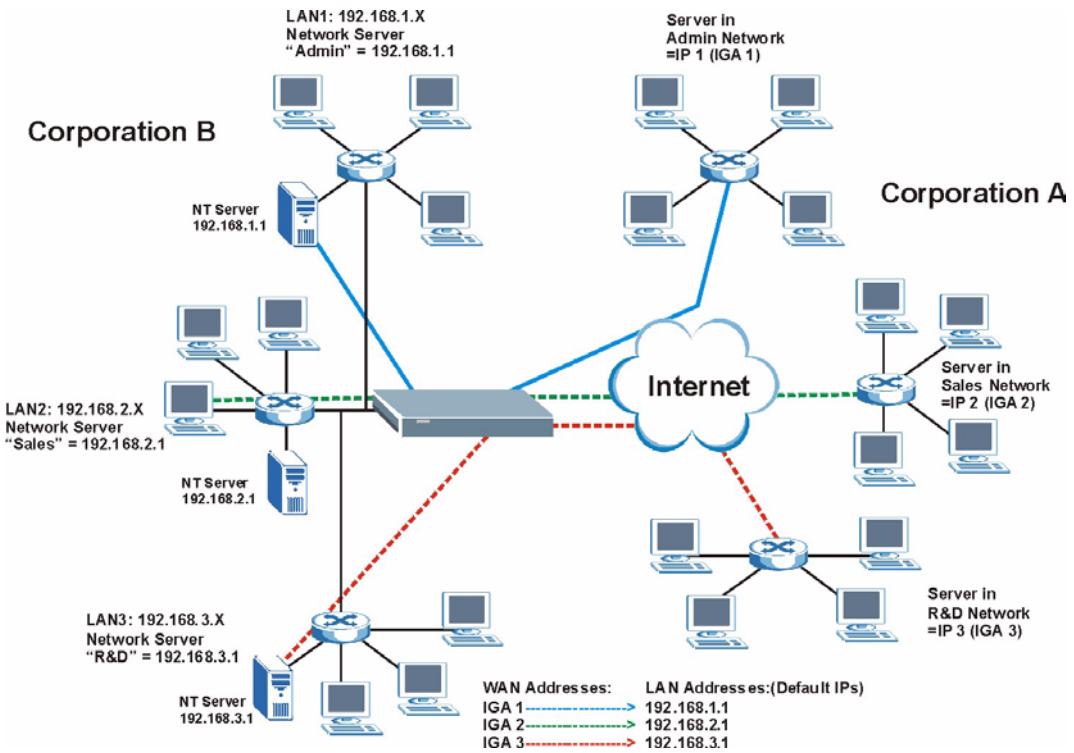 LAN1: 192.168.1.X
Network Server
“Admin” = 192.168.1.1
Server in
Admin Network
=IP 1 (IGA 1)
Corporation B
Corporation A
NT Server
192.168.1.1
Internet
Server in
Sales Network
=IP 2 (IGA 2)
LAN2: 192.168.2.X
Network Server
“Sales” = 192.168.2.1
NT Server
192.168.2.1
LAN3: 192.168.3.X
Network Server
“R&D” = 192.168.3.1
NT Server
192.168.3.1
Server in
R&D Network
=IP 3 (IGA 3)
WAN Addresses: LAN Addresses:(Default IPs)
IGA 1 192.168.1.1
IGA 2 192.168.2.1
IGA 3 192.168.3.1